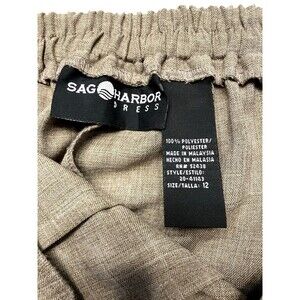 SAG HARBOR
DRESS
100% POLYESTER/
POLIESTER
MADE IN MALAYSIA
HECHO EN MALASIA
RN# 52438
STYLE/ESTILO:
20-41143
SIZE/TALLA: 12